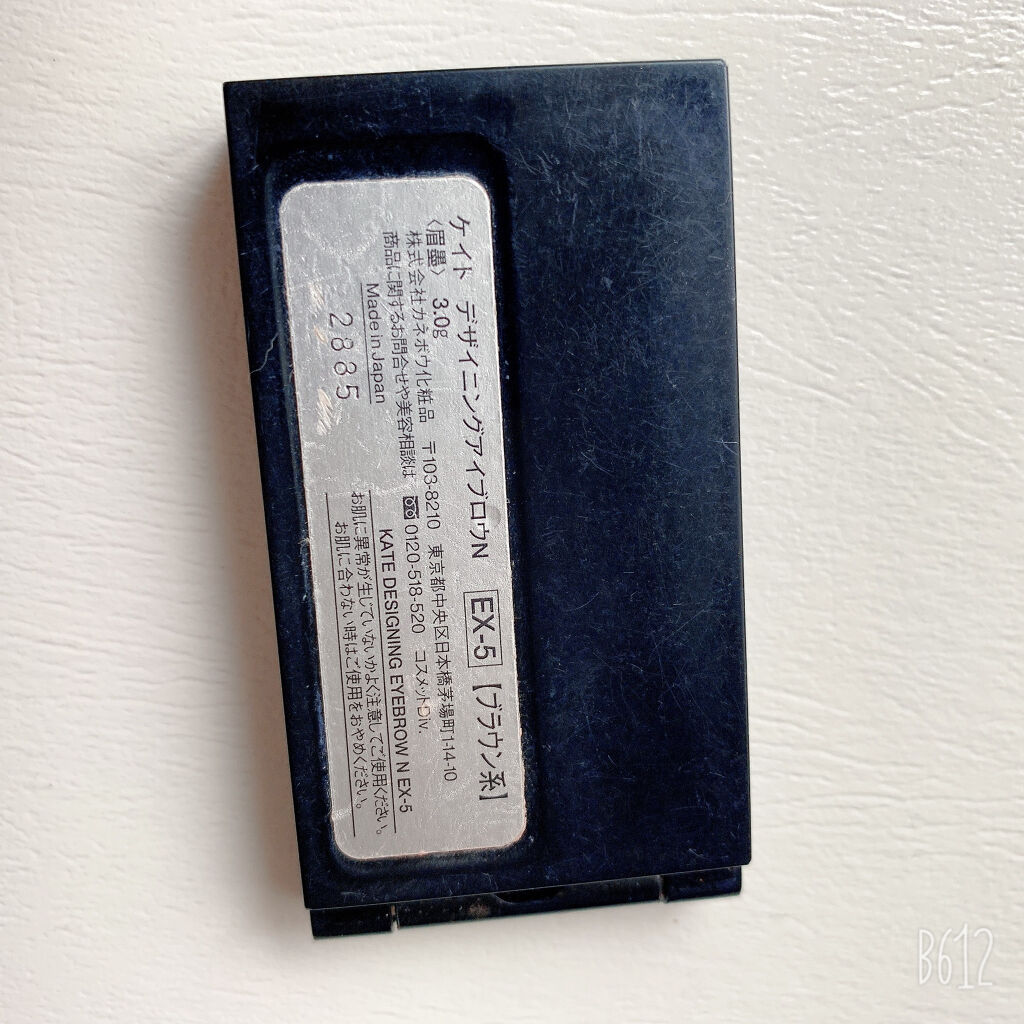 ケイト デザイニングアイブロウN EX-5 【ブラウン系】
〈眉墨〉 3.0g
株式会社カネボウ化粧品 〒103-8210 東京都中央区日本橋茅場町1-14-10
商品に関するお問合せや美容相談は 0120-518-520 コスメットDiv.
Made in Japan
KATE DESIGNING EYEBROW N EX-5
2885
お肌に異常が生じていないかよく注意してご使用ください。
お肌に合わない時はご使用をおやめください。
B612